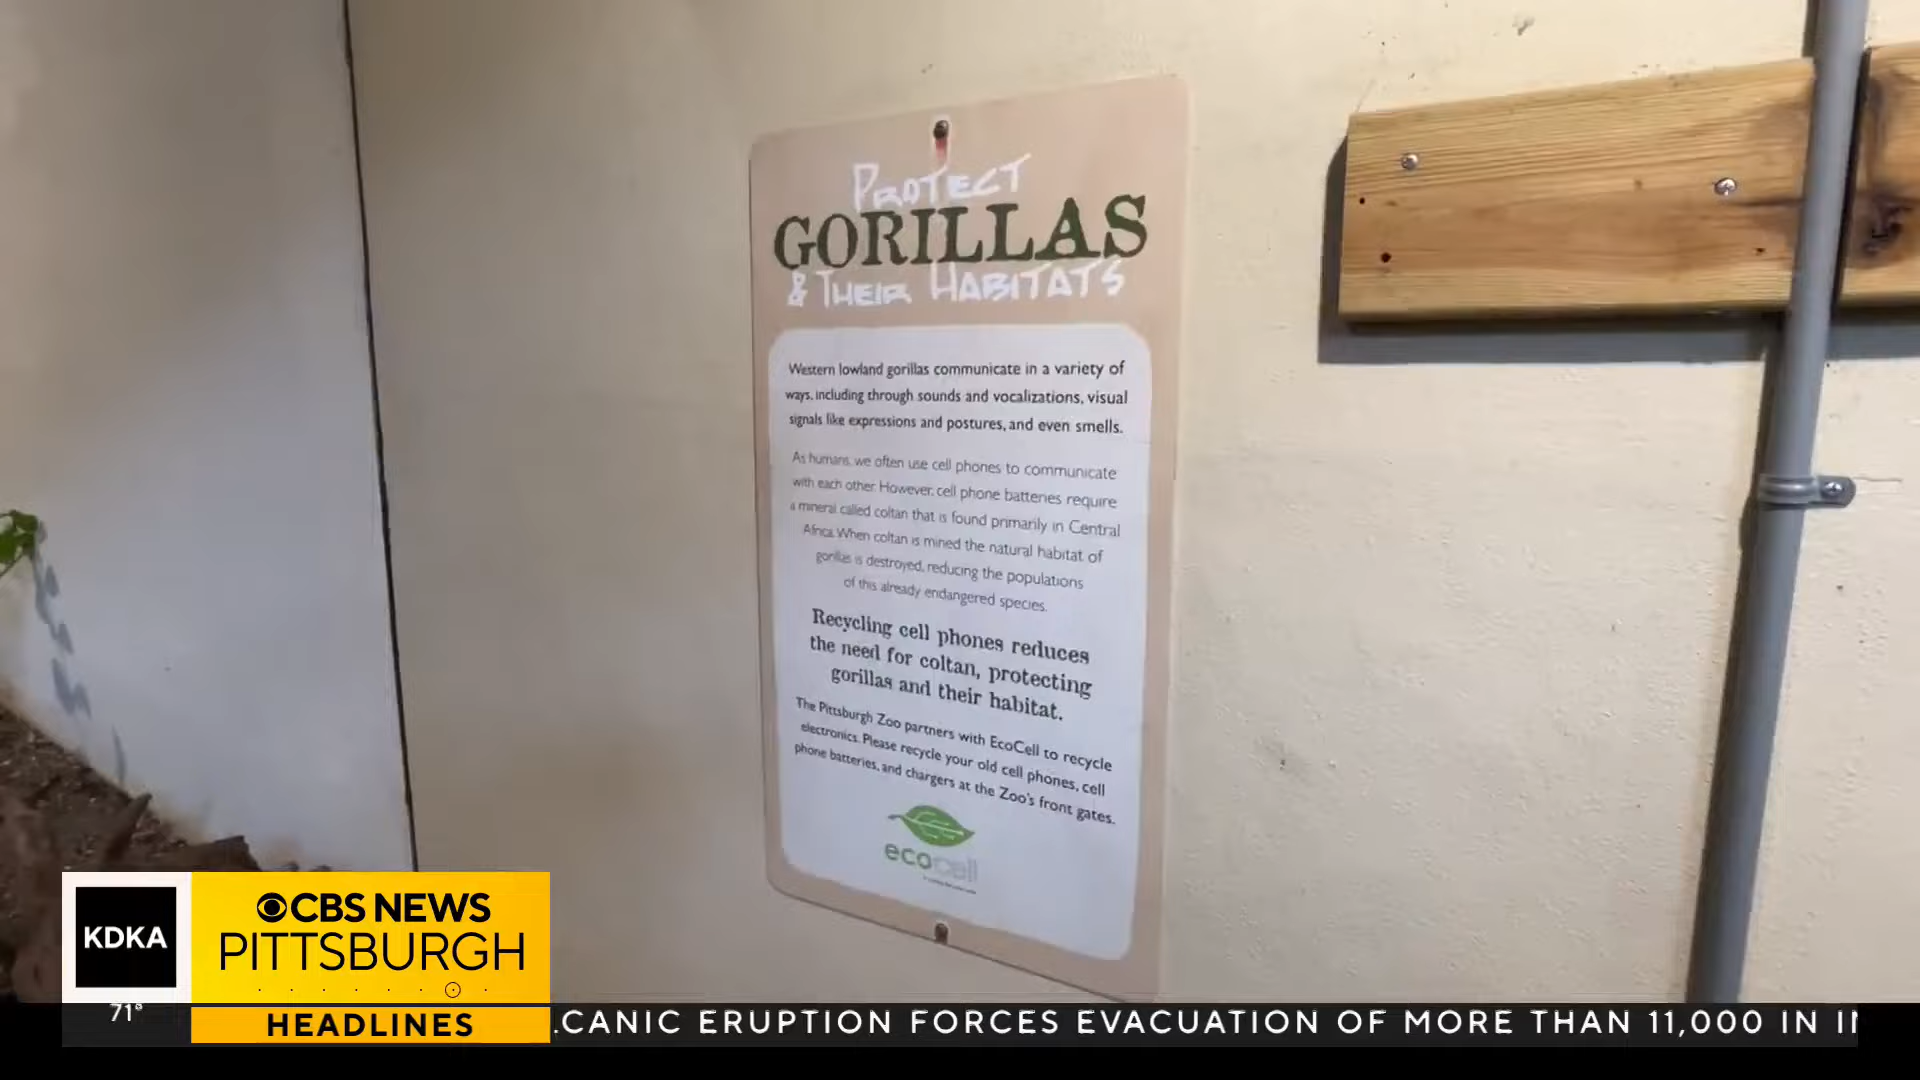 PROTECT
GORILLAS
& THEIR HABITATS
Western lowland gorillas communicate in a variety of
ways, including through sounds and vocalizations, visual
signals like expressions and postures, and even smells.
As humans, we often use cell phones to communicate
with each other. However, cell phone batteries require
a mineral called coltan that is found primarily in Central
Africa. When coltan is mined the natural habitat of
gorillas is destroyed, reducing the populations
of this already endangered species.
Recycling cell phones reduces
the need for coltan, protecting
gorillas and their habitat.
The Pittsburgh Zoo partners with EcoCell to recycle
electronics. Please recycle your old cell phones, cell
phone batteries, and chargers at the Zoo's front gates.
ecocell
KDKA
CBS NEWS
PITTSBURGH
71°
HEADLINES
.CANIC ERUPTION FORCES EVACUATION OF MORE THAN 11,000 IN